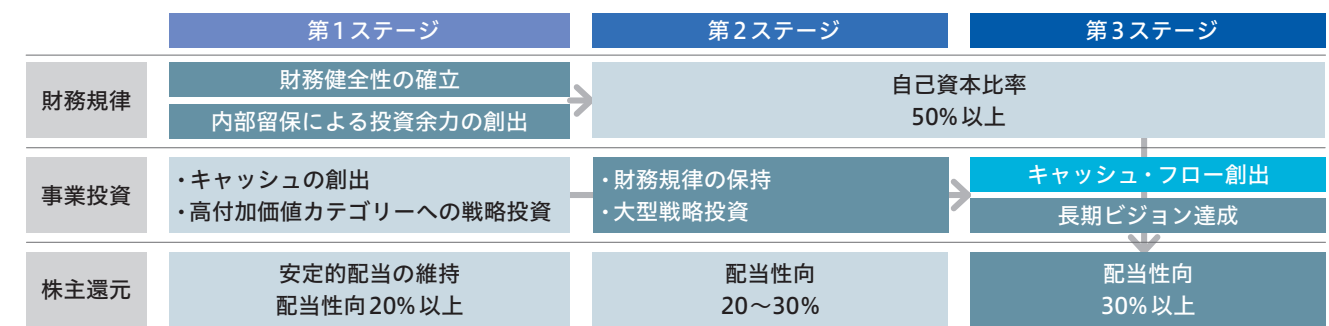 第1ステージ
第2ステージ
第3ステージ
財務規律
財務健全性の確立
内部留保による投資余力の創出
自己資本比率
50%以上
事業投資
・キャッシュの創出
・高付加価値カテゴリーへの戦略投資
・財務規律の保持
・大型戦略投資
キャッシュ・フロー創出
長期ビジョン達成
株主還元
安定的配当の維持
配当性向20%以上
配当性向
20～30%
配当性向
30%以上